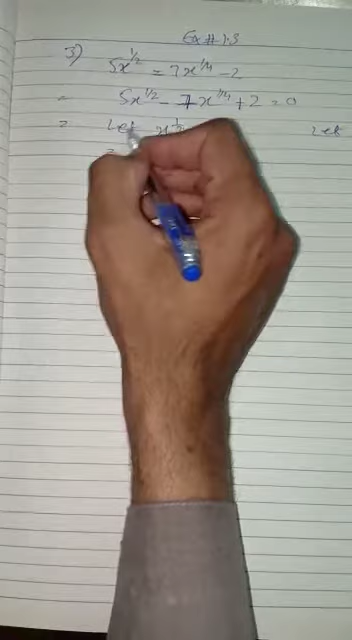 Ex # 1.3
3) 5x^1/2 = 7x^1/4 - 2
= 5x^1/2 - 7x^1/4 + 2 = 0
= Let x^1/2 Let